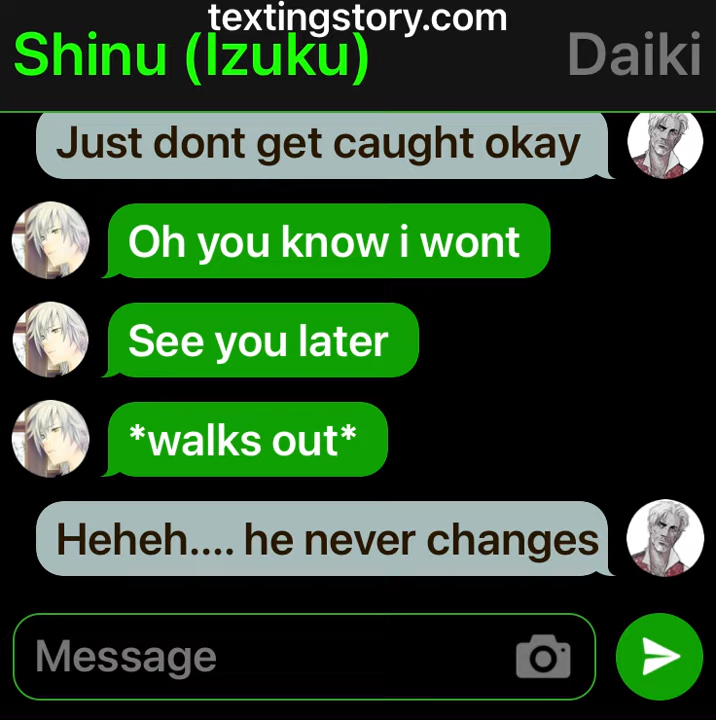 textingstory.com
Shinu (Izuku)
Daiki
Just dont get caught okay
Oh you know i wont
See you later
*walks out*
Heheh.... he never changes
Message